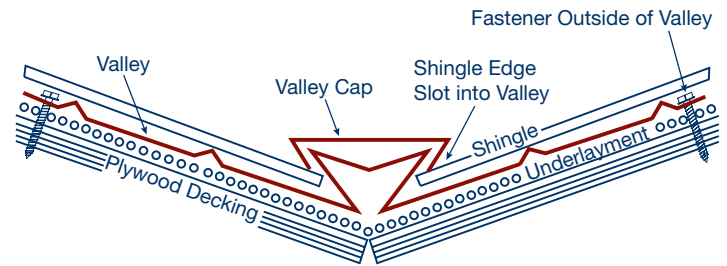 Fastener Outside of Valley
Valley
Valley Cap
Shingle Edge
Slot into Valley
Shingle
Underlayment
Plywood Decking